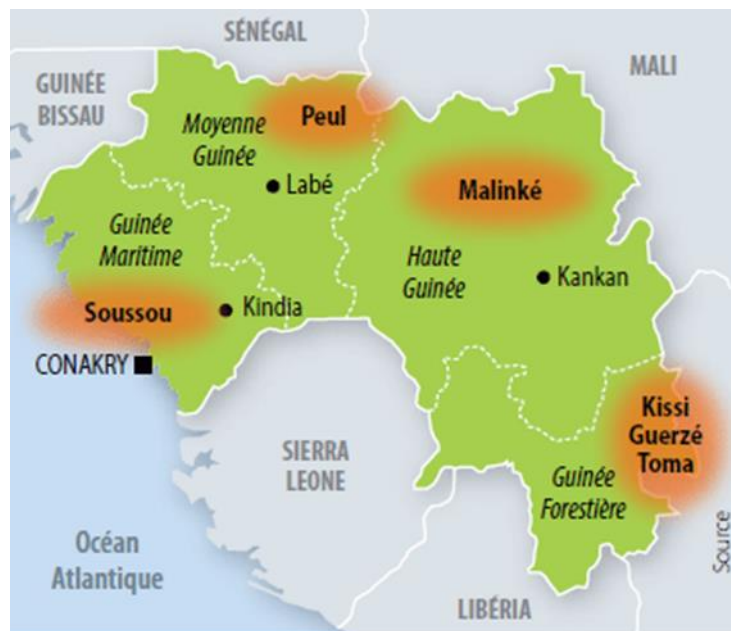 SÉNÉGAL
GUINÉE
BISSAU
MALI
Moyenne
Guinée
Peul
Labé
Malinké
Guinée
Maritime
Haute
Guinée
Kankan
Soussou
Kindia
CONAKRY
Kissi
Guerzé
Toma
SIERRA
LEONE
Guinée
Forestière
Océan
Atlantique
LIBÉRIA
Source